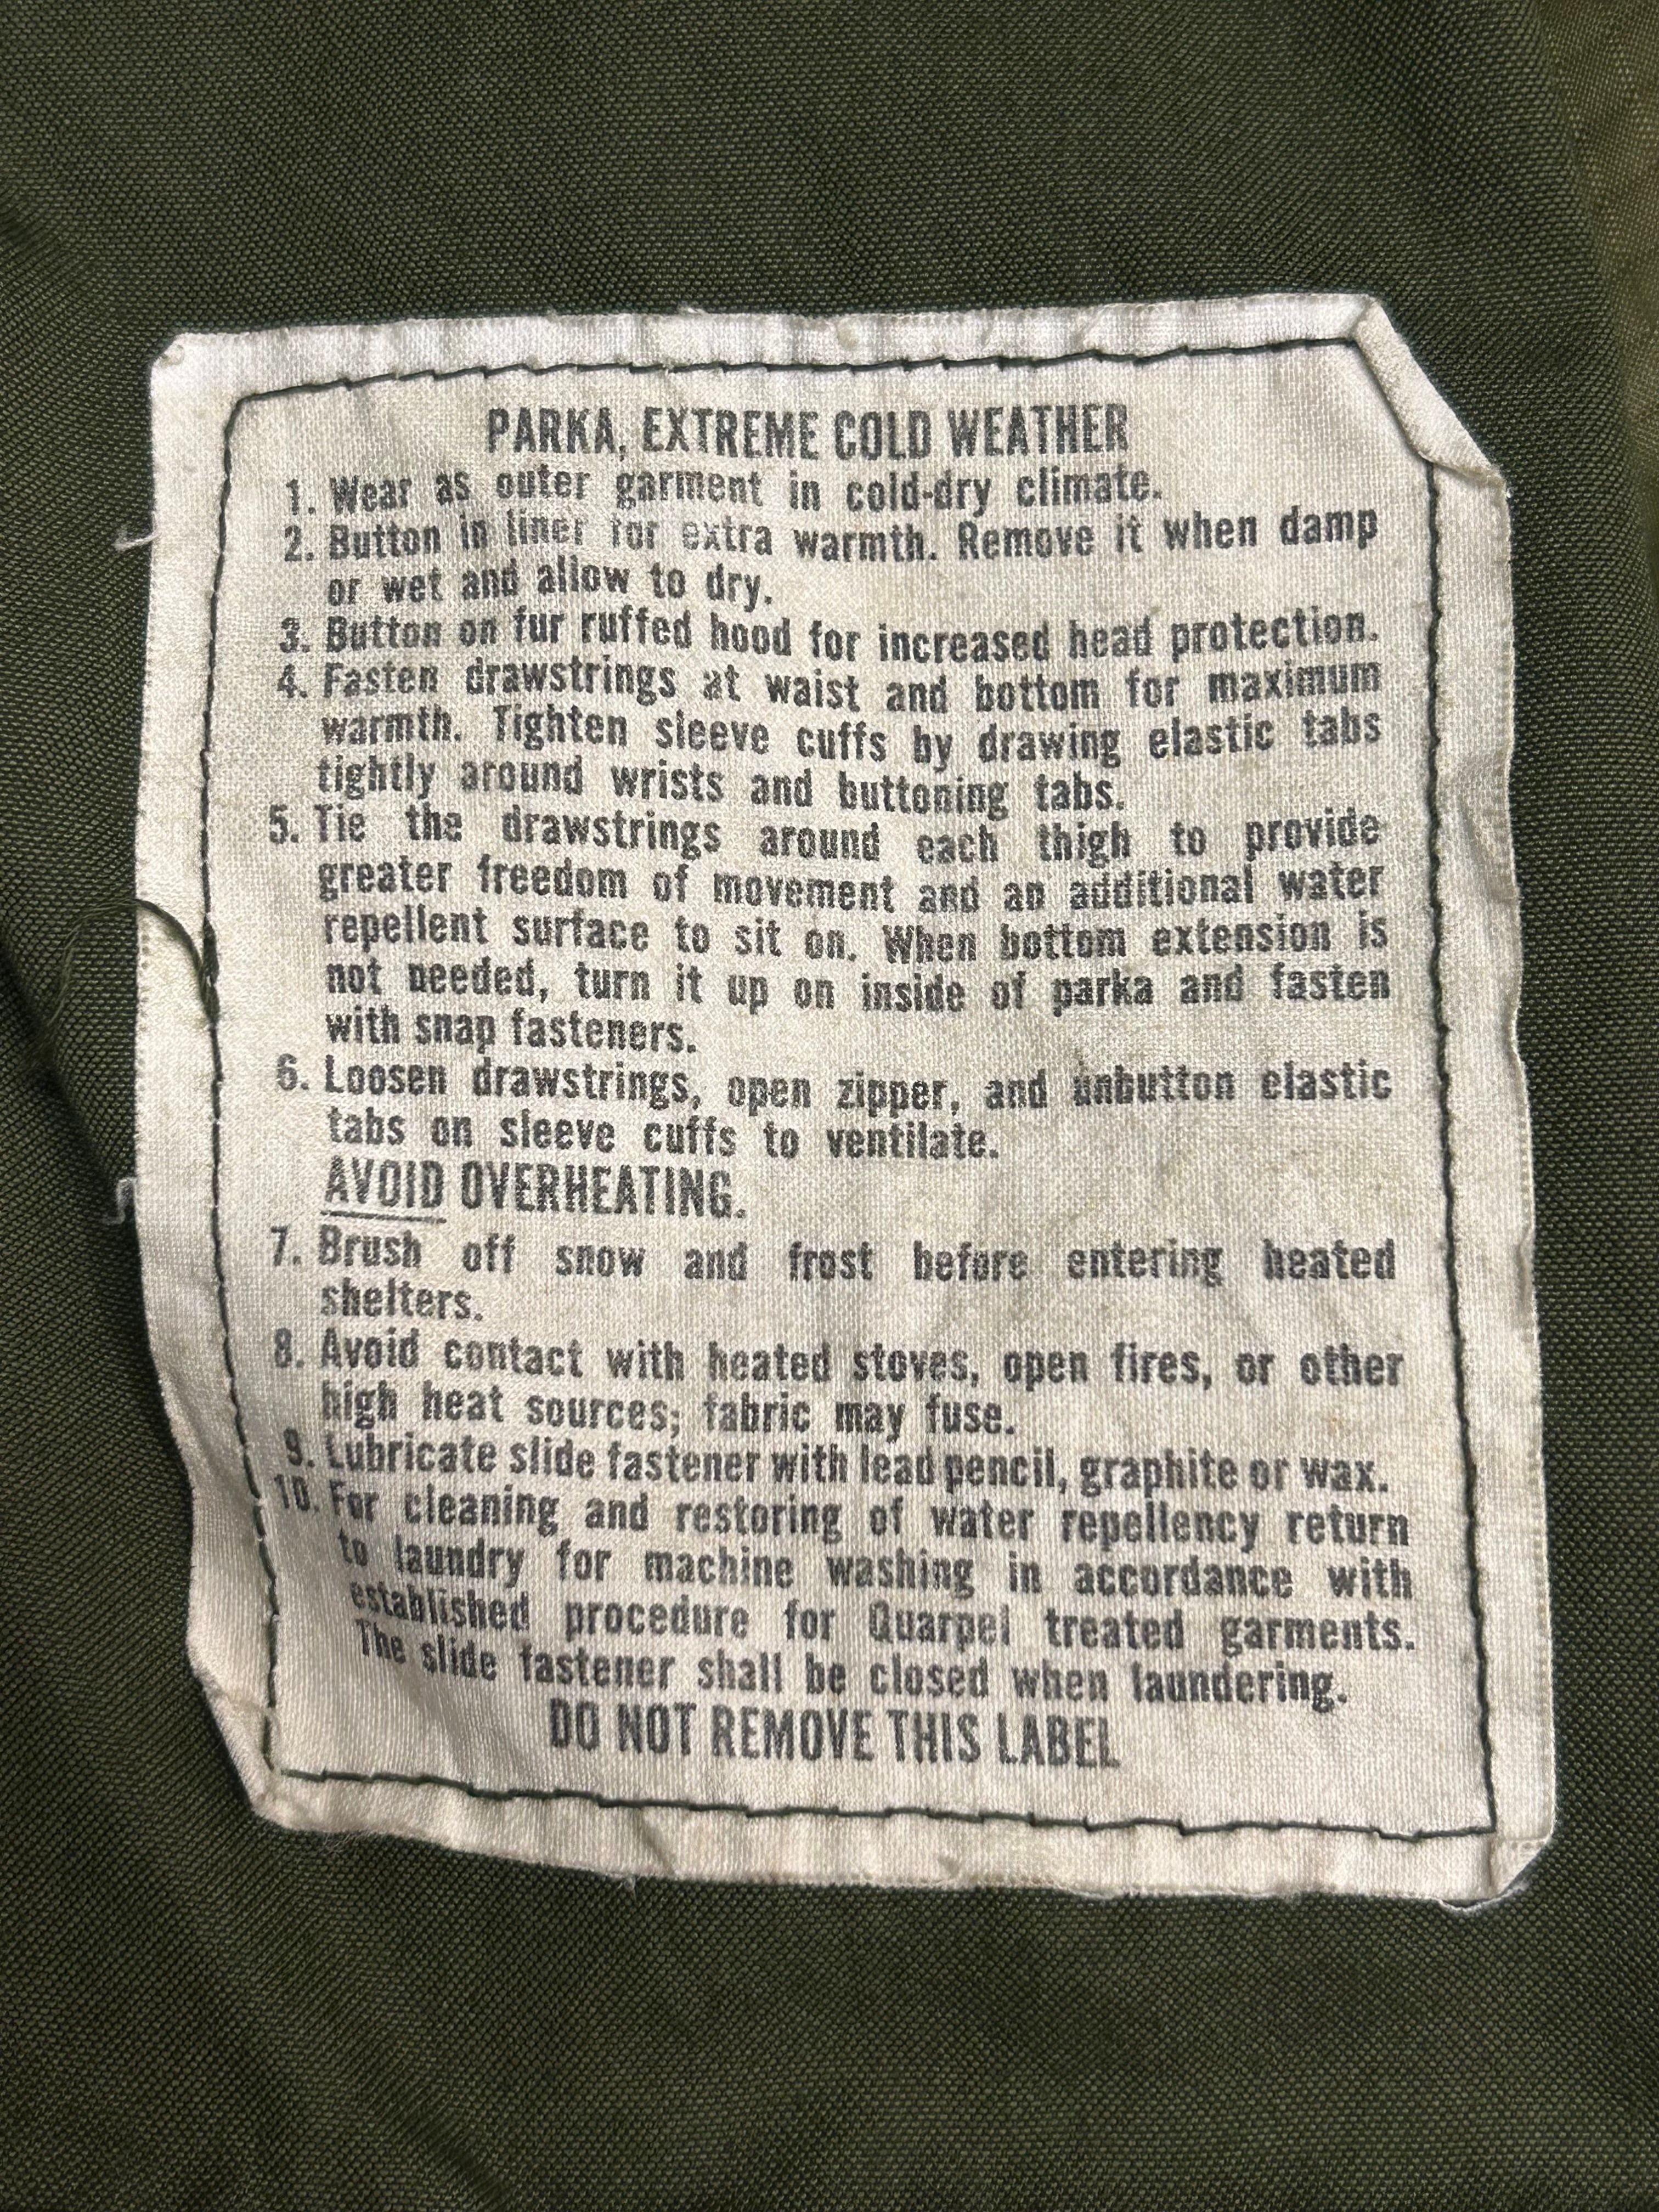 PARKA, EXTREME COLD WEATHER
1. Wear as outer garment in cold-dry climate.
2. Button in liner for extra warmth. Remove it when damp
or wet and allow to dry.
3. Button on fur ruffed hood for increased head protection.
4. Fasten drawstrings at waist and bottom for maximum
warmth. Tighten sleeve cuffs by drawing elastic tabs
tightly around wrists and buttoning tabs.
5. Tie the drawstrings around each thigh to provide
greater freedom of movement and an additional water
repellent surface to sit on. When bottom extension is
not needed, turn it up on inside of parka and fasten
with snap fasteners.
6. Loosen drawstrings, open zipper, and unbutton elastic
tabs on sleeve cuffs to ventilate.
AVOID OVERHEATING.
7. Brush off snow and frost before entering heated
shelters.
8. Avoid contact with heated stoves, open fires, or other
high heat sources; fabric may fuse.
9. Lubricate slide fastener with lead pencil, graphite or wax.
10. For cleaning and restoring of water repellency return
to laundry for machine washing in accordance with
established procedure for Quarpel treated garments.
The slide fastener shall be closed when laundering.
DO NOT REMOVE THIS LABEL